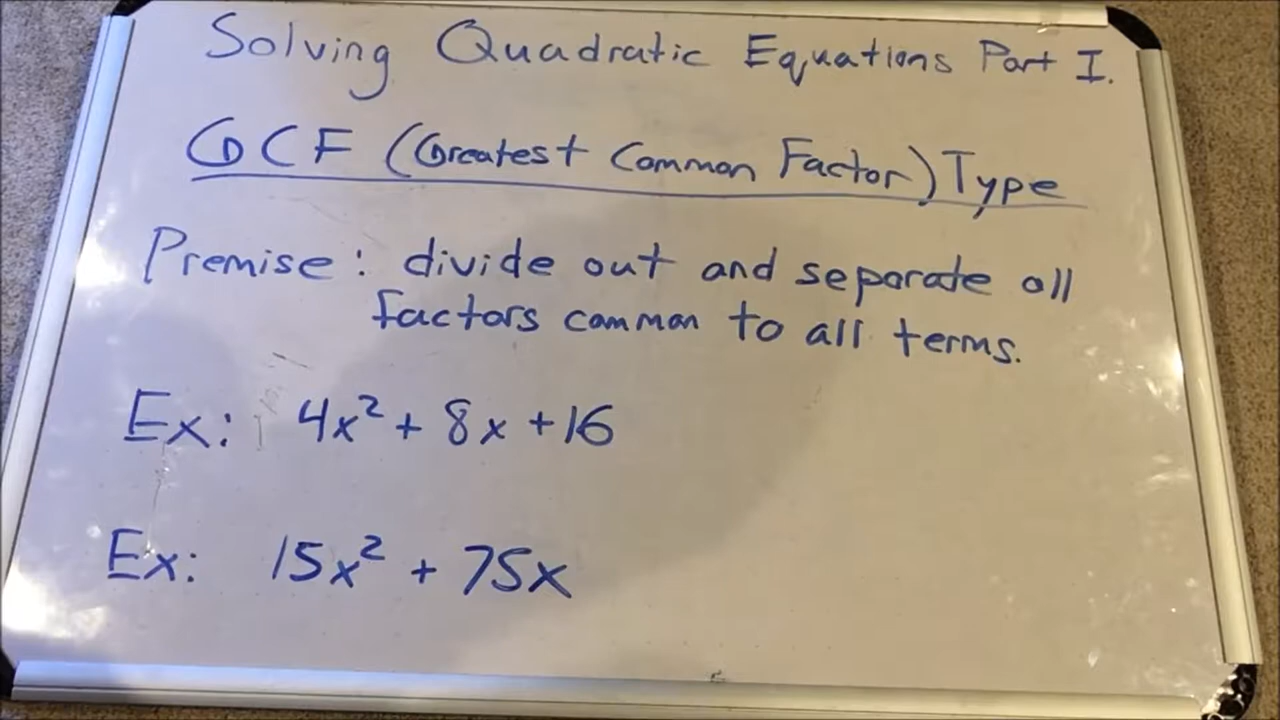 Solving Quadratic Equations Part I.
GCF (Greatest Common Factor) Type
Premise: divide out and separate all
factors common to all terms.
Ex: 4x² + 8x + 16
Ex: 15x² + 75x